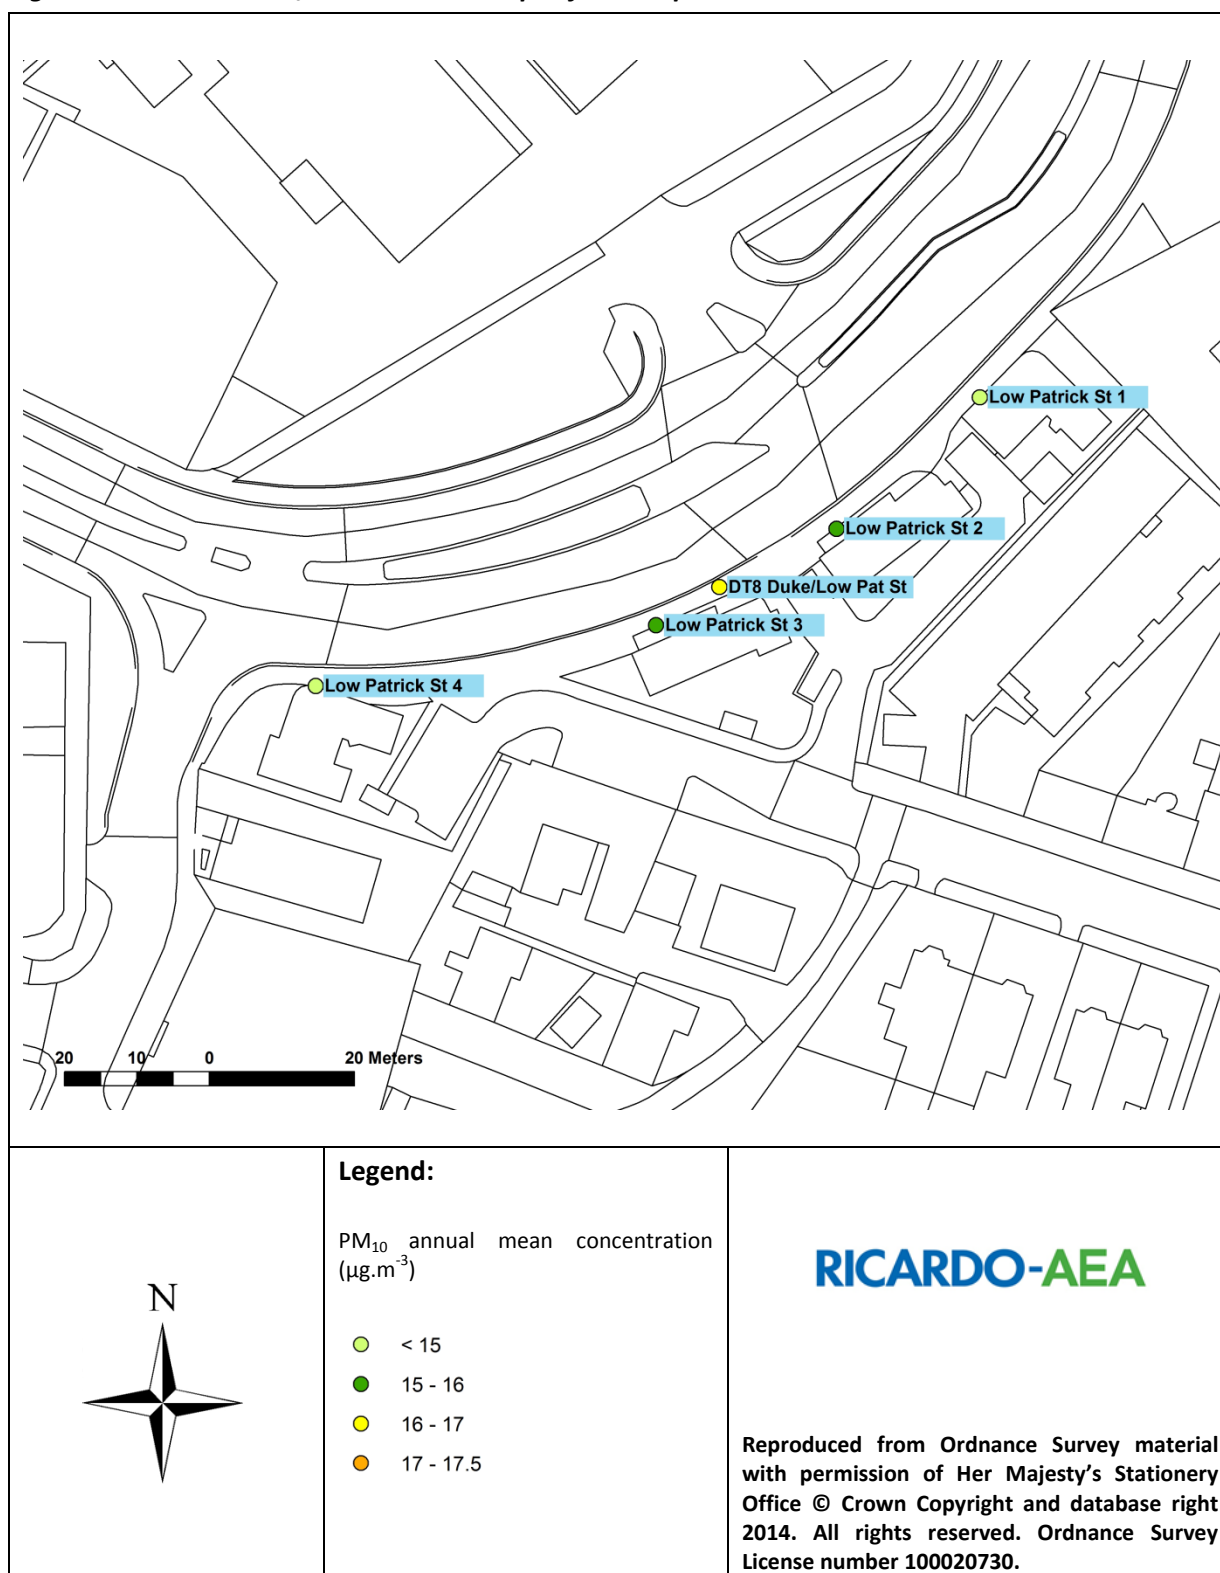 Low Patrick St 1
Low Patrick St 2
DT8 Duke/Low Pat St
Low Patrick St 3
Low Patrick St 4
20 10 0 20 Meters
N
Legend:
PM₁₀ annual mean concentration
(µg.m⁻³)
< 15
15 - 16
16 - 17
17 - 17.5
RICARDO-AEA
Reproduced from Ordnance Survey material
with permission of Her Majesty’s Stationery
Office © Crown Copyright and database right
2014. All rights reserved. Ordnance Survey
License number 100020730.